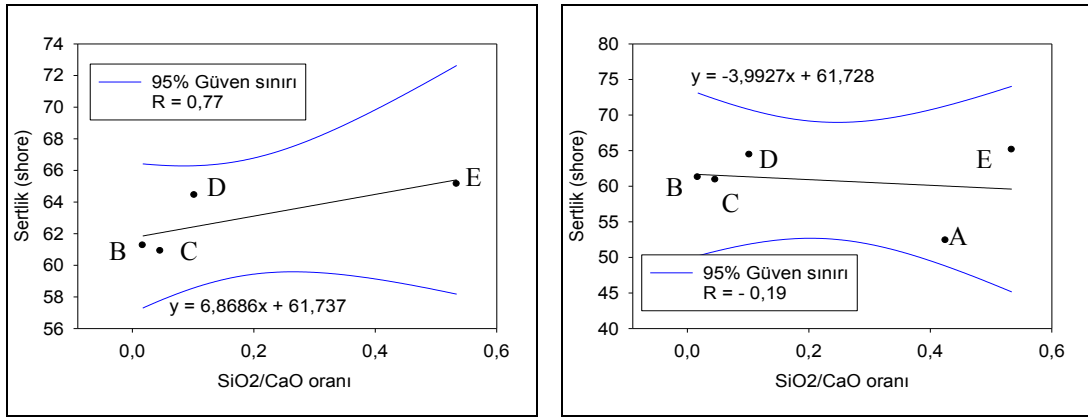 74
72
70
68
66
64
62
60
58
56
Sertlik (shore)
95% Güven sınırı
R = 0,77
D
E
B
C
y = 6,8686x + 61,737
0,0
0,2
0,4
0,6
SiO2/CaO oranı
80
75
70
65
60
55
50
45
40
Sertlik (shore)
y = -3,9927x + 61,728
D
E
B
C
A
95% Güven sınırı
R = - 0,19
0,0
0,2
0,4
0,6
SiO2/CaO oranı